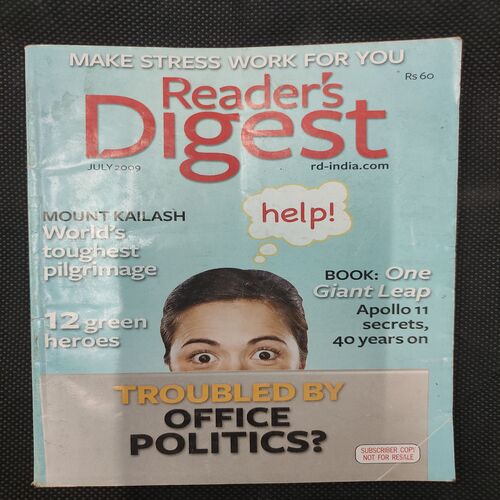 MAKE STRESS WORK FOR YOU
Rs 60
Reader's
Digest
JULY 2009
rd-india.com
help!
MOUNT KAILASH
World's
toughest
pilgrimage
BOOK: One
Giant Leap
Apollo 11
secrets,
40 years on
12 green
heroes
TROUBLED BY
OFFICE
POLITICS?
SUBSCRIBER COPY
NOT FOR RESALE